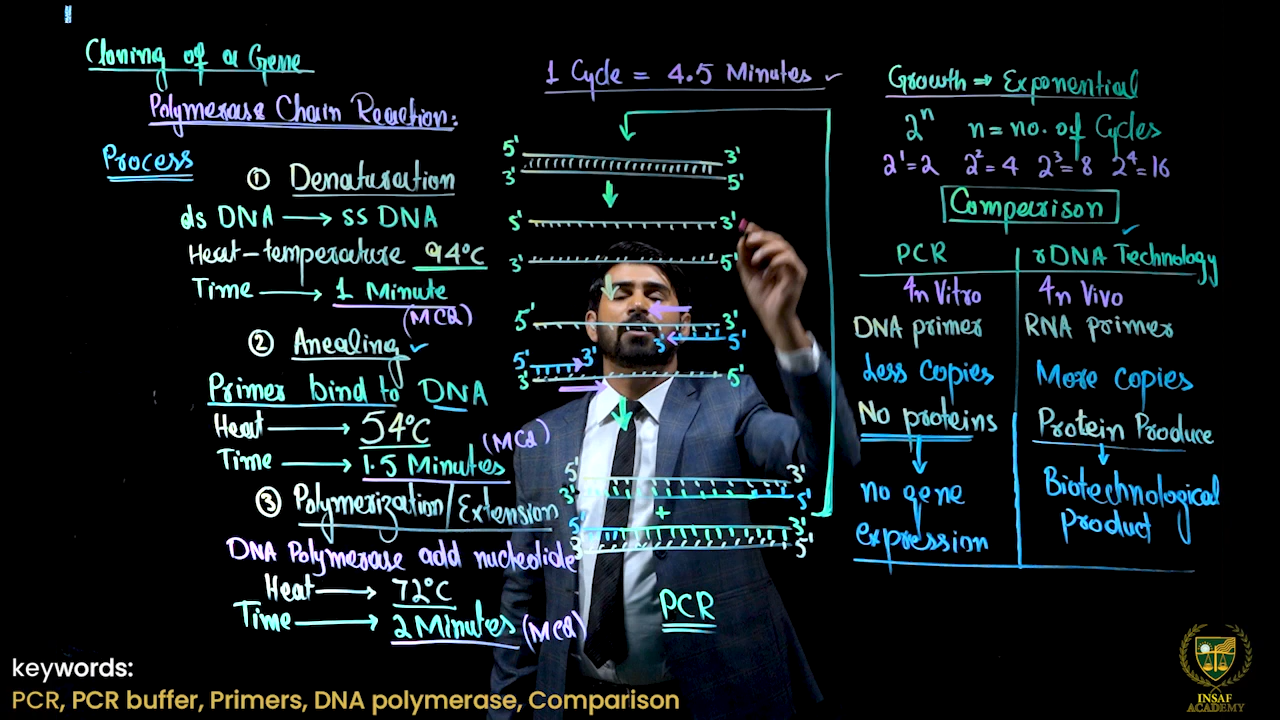 Cloning of a Gene
Polymerase Chain Reaction:
Process
① Denaturation
ds DNA → ss DNA
Heat-temperature 94°C
Time → 1 Minute
(MCQ)
② Anealing
Primer bind to DNA
Heat → 54°C
(MCQ)
Time → 1.5 Minutes
③ Polymerization/Extension
DNA Polymerase add nucleotide
Heat → 72°C
Time → 2 Minutes (MCQ)
1 Cycle = 4.5 Minutes ✓
5' 3'
3' 5'
5' 3'
3' 5'
5' 3'
3' 5'
5' 3'
3' 5'
5' 3'
3' 5'
+
5' 3'
3' 5'
PCR
Growth ⇒ Exponential
2ⁿ n = no. of Cycles
2¹=2 2²=4 2³=8 2⁴=16
Comparison
PCR rDNA Technology
In Vitro In Vivo
DNA primer RNA primer
Less Copies More copies
No proteins Protein Produce
no gene expression Biotechnological product
keywords:
PCR, PCR buffer, Primers, DNA polymerase, Comparison
INSAF
ACADEMY